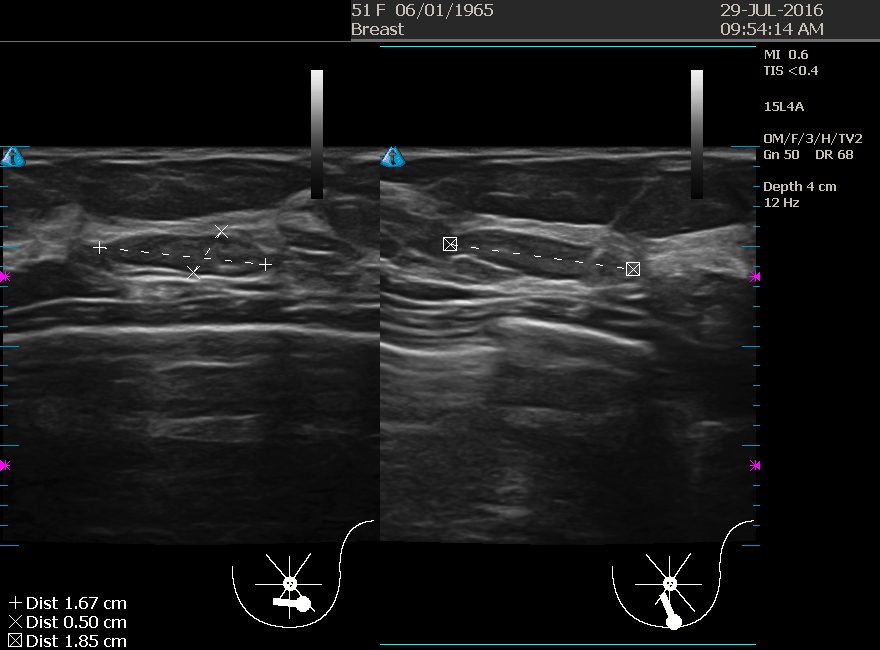 51 F 06/01/1965 29-JUL-2016
Breast 09:54:14 AM
MI 0.6
TIS <0.4
15L4A
OM/F/3/H/TV2
Gn 50 DR 68
Depth 4 cm
12 Hz
Dist 1.67 cm
Dist 0.50 cm
Dist 1.85 cm